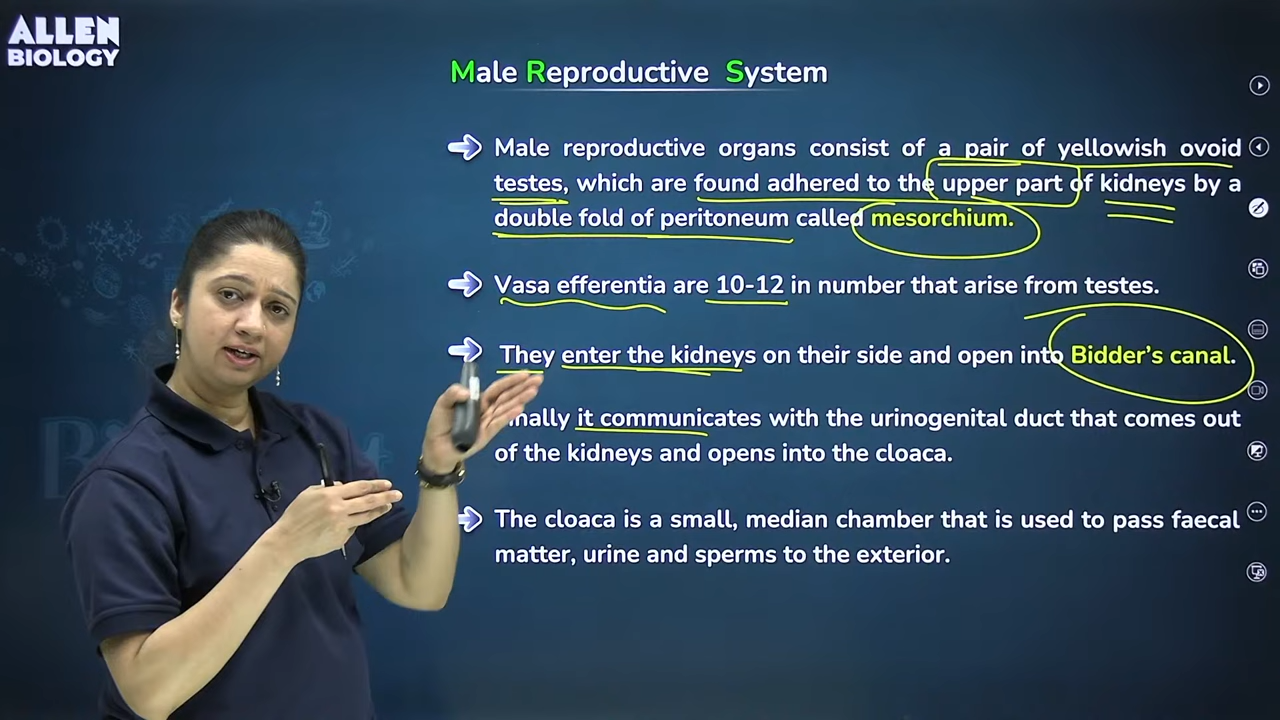 ALLEN
BIOLOGY
Male Reproductive System
Male reproductive organs consist of a pair of yellowish ovoid
testes, which are found adhered to the upper part of kidneys by a
double fold of peritoneum called mesorchium.
Vasa efferentia are 10-12 in number that arise from testes.
They enter the kidneys on their side and open into Bidder's canal.
it communicates with the urinogenital duct that comes out
of the kidneys and opens into the cloaca.
The cloaca is a small, median chamber that is used to pass faecal
matter, urine and sperms to the exterior.